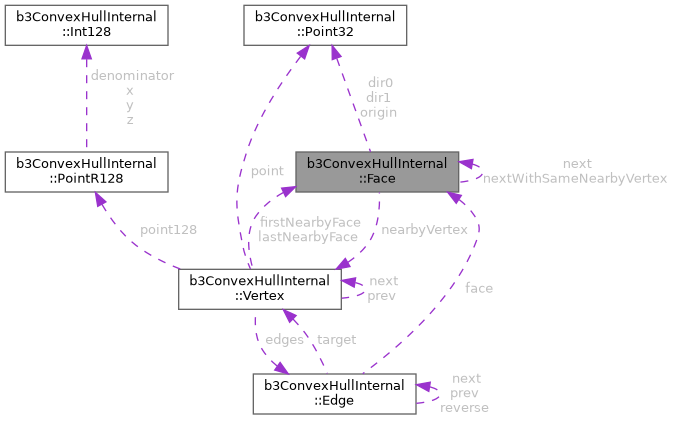 b3ConvexHullInternal
::Int128
b3ConvexHullInternal
::Point32
denominator
x
y
z
dir0
dir1
origin
b3ConvexHullInternal
::PointR128
point
b3ConvexHullInternal
::Face
next
nextWithSameNearbyVertex
point128
firstNearbyFace
lastNearbyFace
nearbyVertex
b3ConvexHullInternal
::Vertex
next
prev
face
edges
target
b3ConvexHullInternal
::Edge
next
prev
reverse